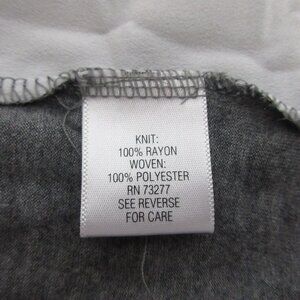 KNIT:
100% RAYON
WOVEN:
100% POLYESTER
RN 73277
SEE REVERSE
FOR CARE